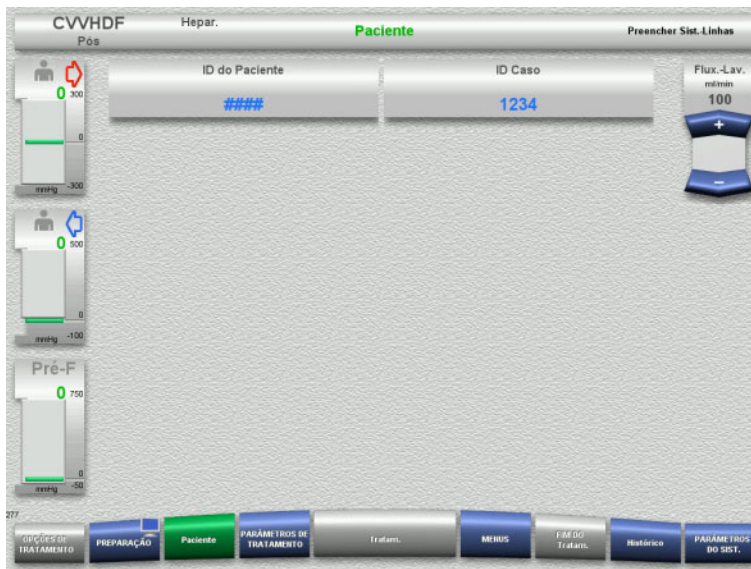 CVVHDF
Hepar.
Pós
Paciente
Preencher Sist.-Linhas
ID do Paciente
####
ID Caso
1234
Flux.-Lav.
ml/min
100
+
–
0
300
0
-300
mmHg
0
500
0
-100
mmHg
Pré-F
0
750
0
-50
mmHg
277
OPÇÕES DE
TRATAMENTO
PREPARAÇÃO
Paciente
PARÂMETROS DE
TRATAMENTO
Tratam.
MENUS
FIM DO
Tratam.
Histórico
PARÂMETROS
DO SIST.